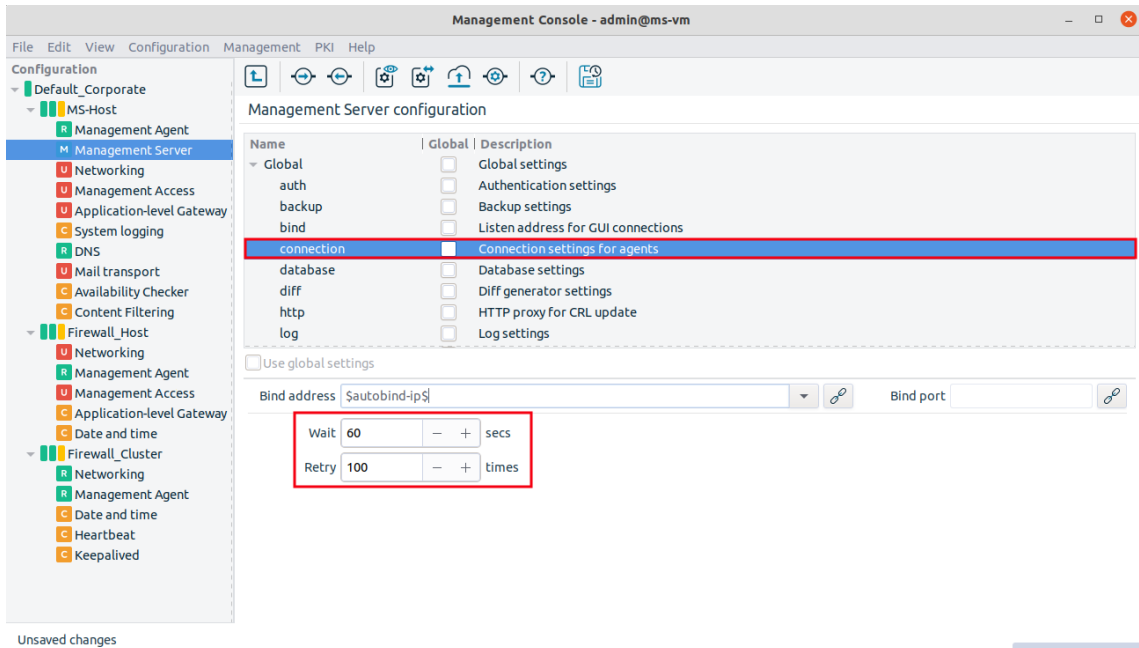 Management Console - admin@ms-vm
File Edit View Configuration Management PKI Help
Configuration
Default_Corporate
MS-Host
R Management Agent
M Management Server
U Networking
U Management Access
U Application-level Gateway
C System logging
R DNS
U Mail transport
C Availability Checker
C Content Filtering
Firewall_Host
U Networking
R Management Agent
U Management Access
C Application-level Gateway
C Date and time
Firewall_Cluster
R Networking
R Management Agent
C Date and time
C Heartbeat
C Keepalived
Management Server configuration
Name Global Description
Global Global settings
auth Authentication settings
backup Backup settings
bind Listen address for GUI connections
connection Connection settings for agents
database Database settings
diff Diff generator settings
http HTTP proxy for CRL update
log Log settings
Use global settings
Bind address $autobind-ip$ Bind port
Wait 60 − + secs
Retry 100 − + times
Unsaved changes